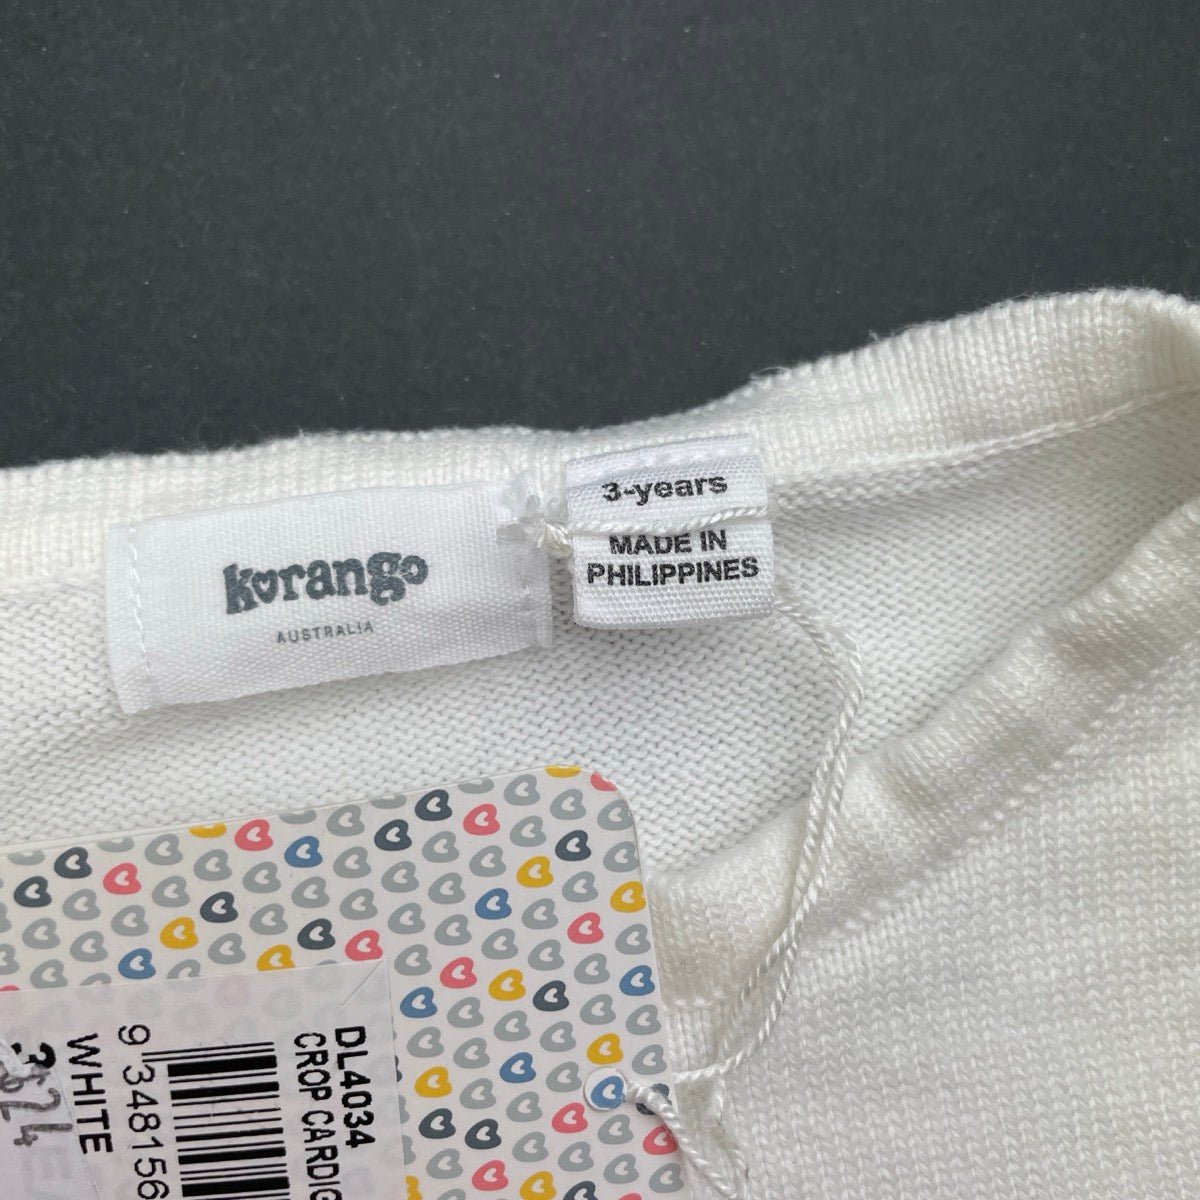 korango
AUSTRALIA
3-years
MADE IN
PHILIPPINES
DL4034
CROP CARDIG
9 348156
WHITE